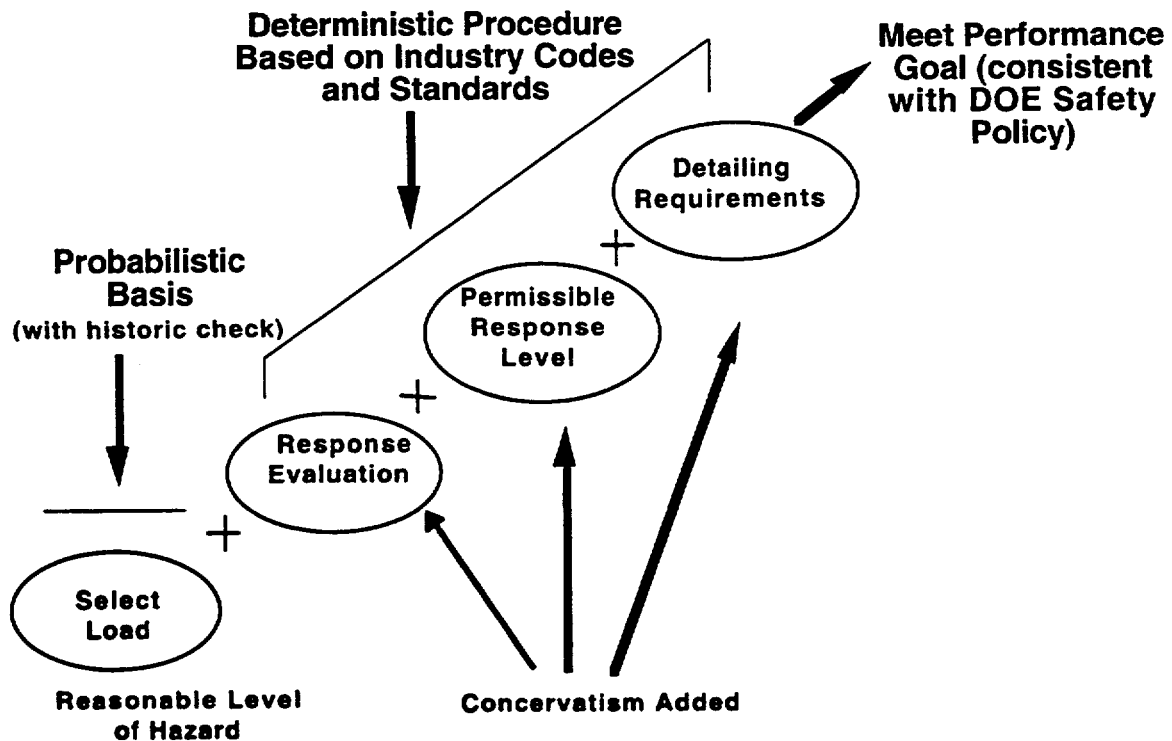 Deterministic Procedure
Based on Industry Codes
and Standards
Meet Performance
Goal (consistent
with DOE Safety
Policy)
Detailing
Requirements
+
Probabilistic
Basis
(with historic check)
Permissible
Response
Level
+
Response
Evaluation
+
Select
Load
Reasonable Level
of Hazard
Concervatism Added